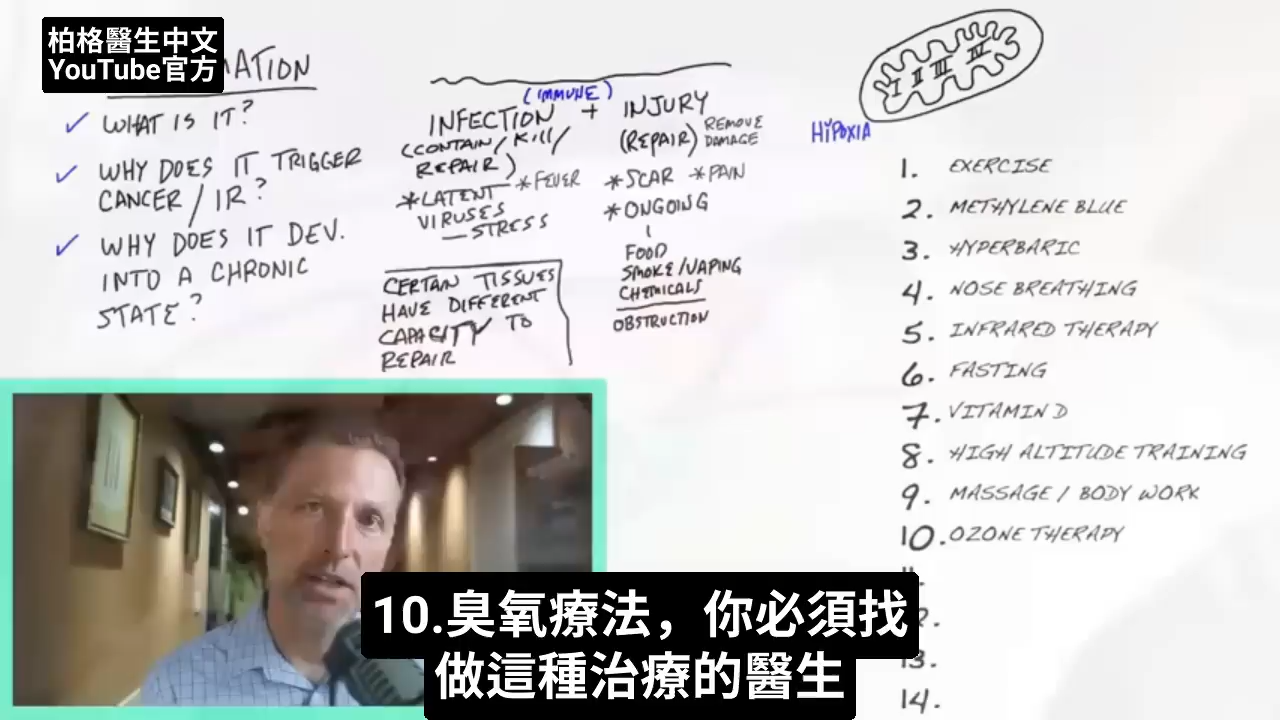 柏格醫生中文
YouTube官方
MATION
✓ WHAT IS IT?
✓ WHY DOES IT TRIGGER
CANCER / IR?
✓ WHY DOES IT DEV.
INTO A CHRONIC
STATE?
(IMMUNE)
INFECTION + INJURY
(CONTAIN/KILL/
REPAIR)
(REPAIR) REMOVE
DAMAGE
*LATENT *FEVER
VIRUSES
—STRESS
*SCAR *PAIN
*ONGOING
FOOD
SMOKE/VAPING
CHEMICALS
OBSTRUCTION
CERTAIN TISSUES
HAVE DIFFERENT
CAPACITY TO
REPAIR
I II III IV
HYPOXIA
1. EXERCISE
2. METHYLENE BLUE
3. HYPERBARIC
4. NOSE BREATHING
5. INFRARED THERAPY
6. FASTING
7. VITAMIN D
8. HIGH ALTITUDE TRAINING
9. MASSAGE / BODY WORK
10. OZONE THERAPY
13.
14.
10.臭氧療法，你必須找
做這種治療的醫生